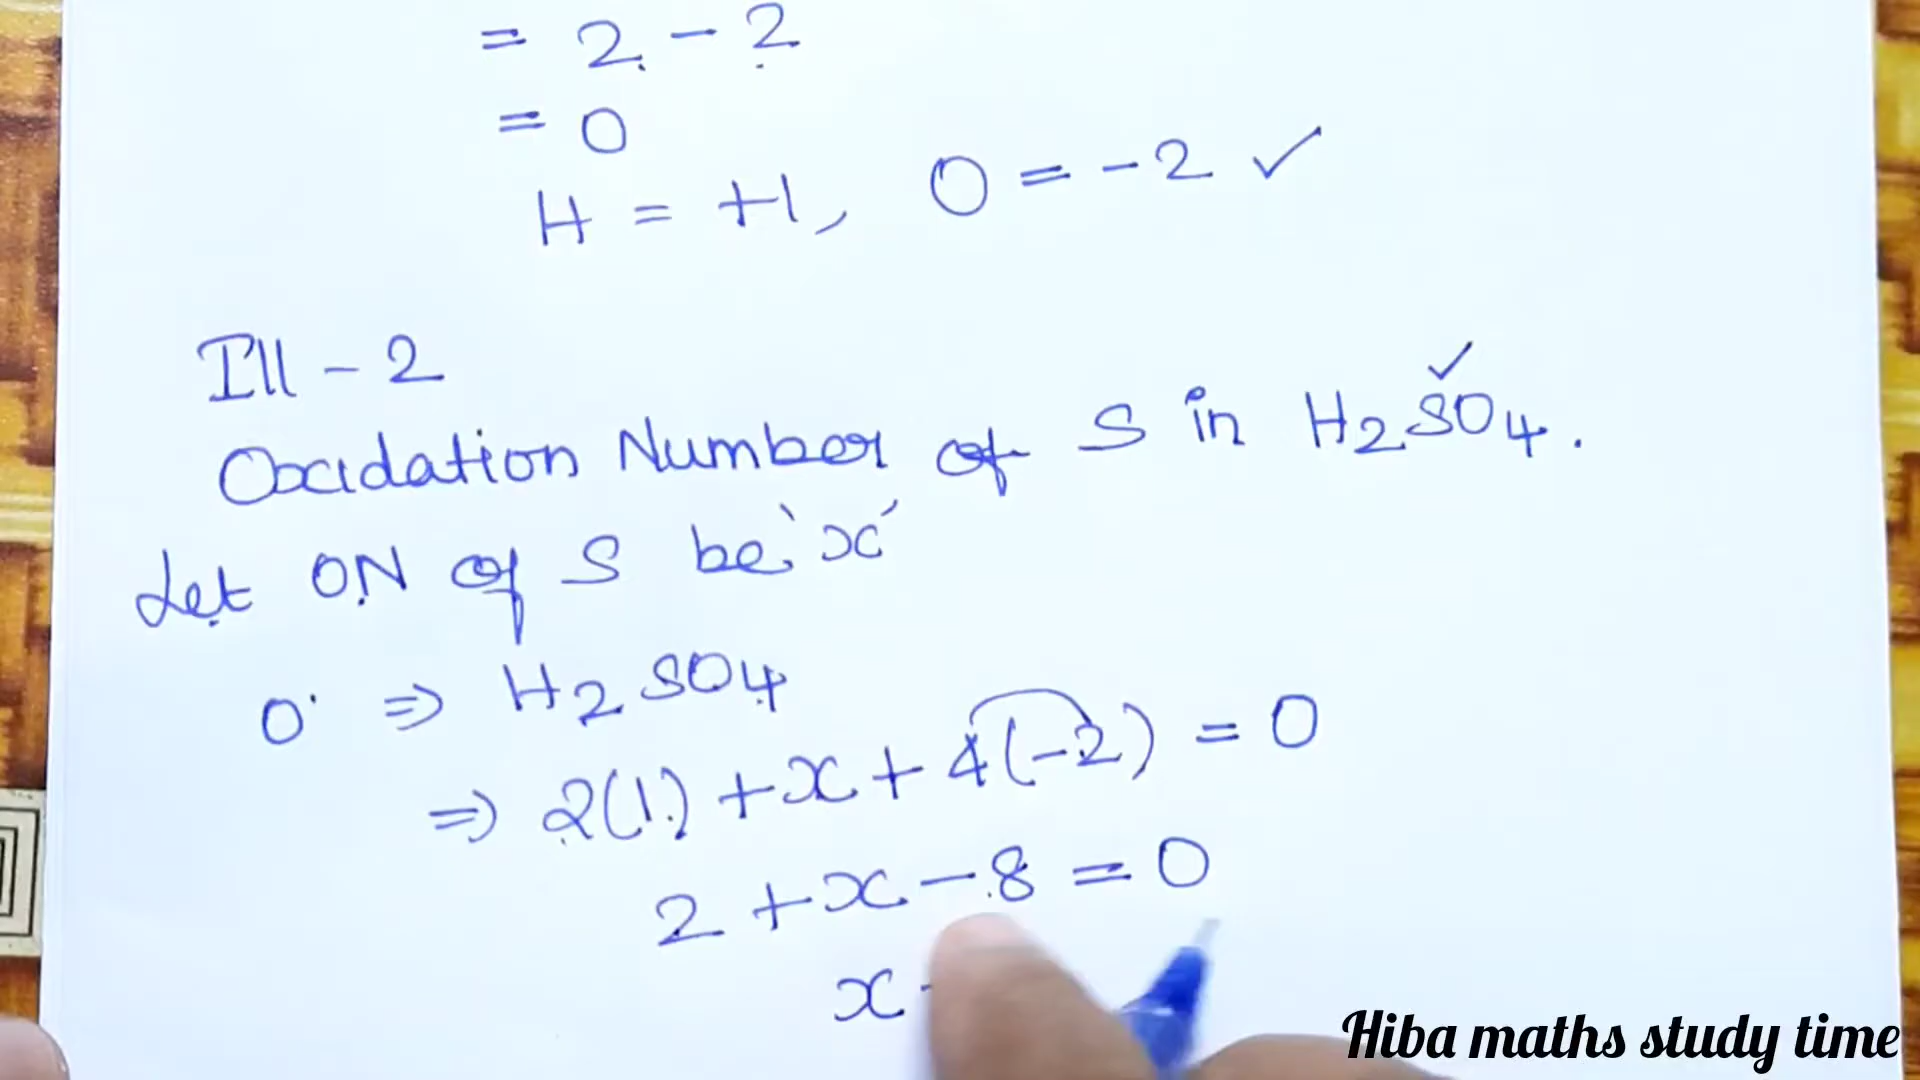 = 2 - 2
= 0
H = +1, O = -2 ✓
Ill - 2
Oxidation Number of S in H2SO4.
Let ON of S be 'x'
0 ⇒ H2SO4
⇒ 2(1) + x + 4(-2) = 0
2 + x - 8 = 0
x -
Hiba maths study time